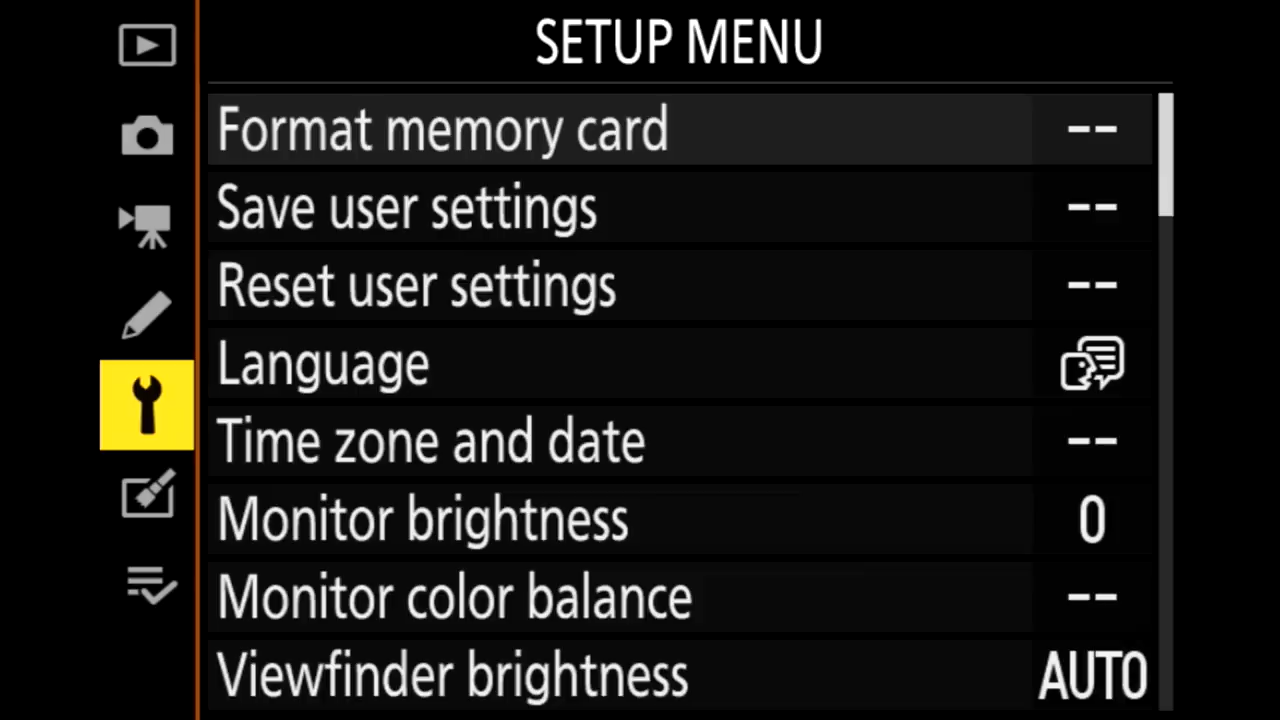 SETUP MENU
Format memory card --
Save user settings --
Reset user settings --
Language
Time zone and date --
Monitor brightness 0
Monitor color balance --
Viewfinder brightness AUTO